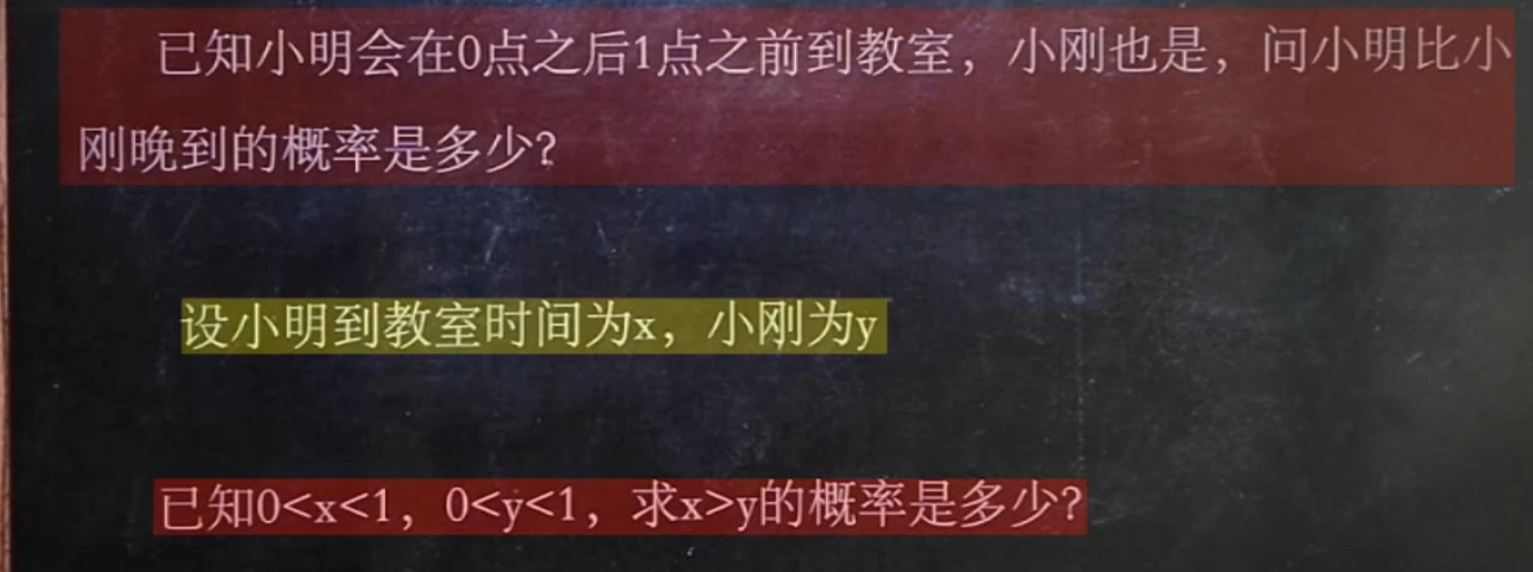 已知小明会在0点之后1点之前到教室，小刚也是，问小明比小
刚晚到的概率是多少?
设小明到教室时间为x，小刚为y
已知0<x<1，0<y<1，求x>y的概率是多少?